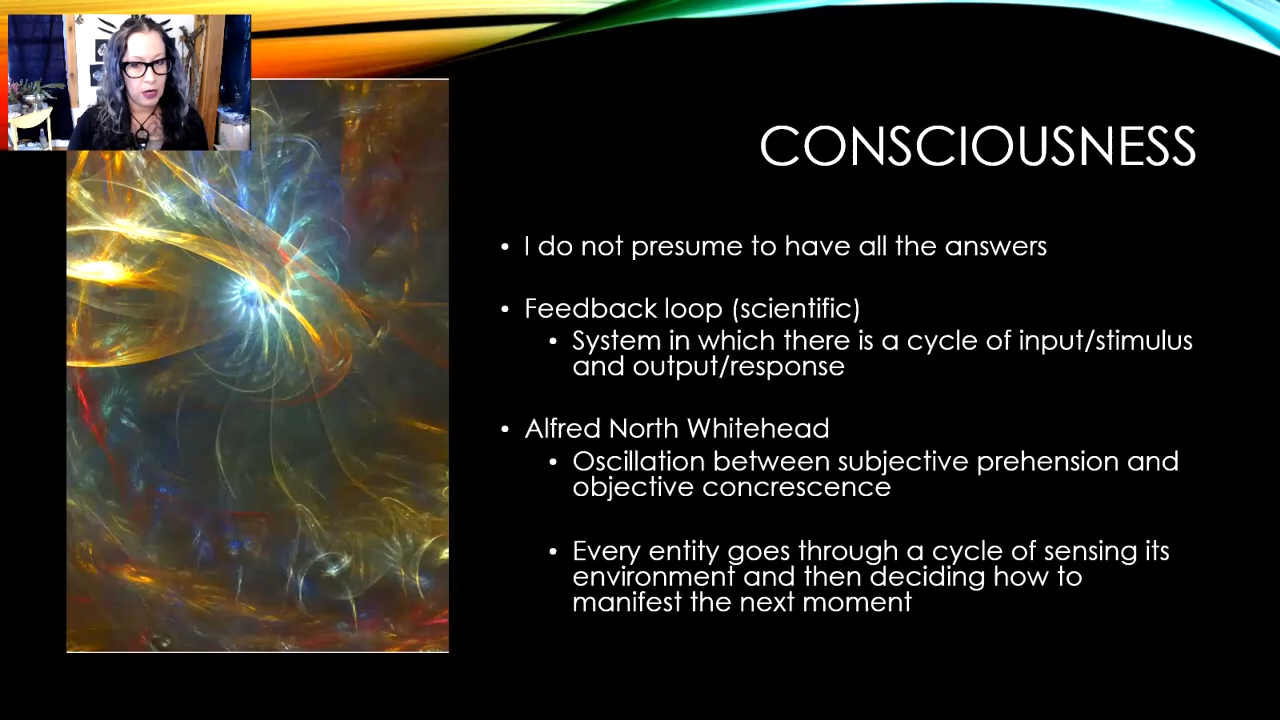 CONSCIOUSNESS
• I do not presume to have all the answers
• Feedback loop (scientific)
• System in which there is a cycle of input/stimulus
and output/response
• Alfred North Whitehead
• Oscillation between subjective prehension and
objective concrescence
• Every entity goes through a cycle of sensing its
environment and then deciding how to
manifest the next moment